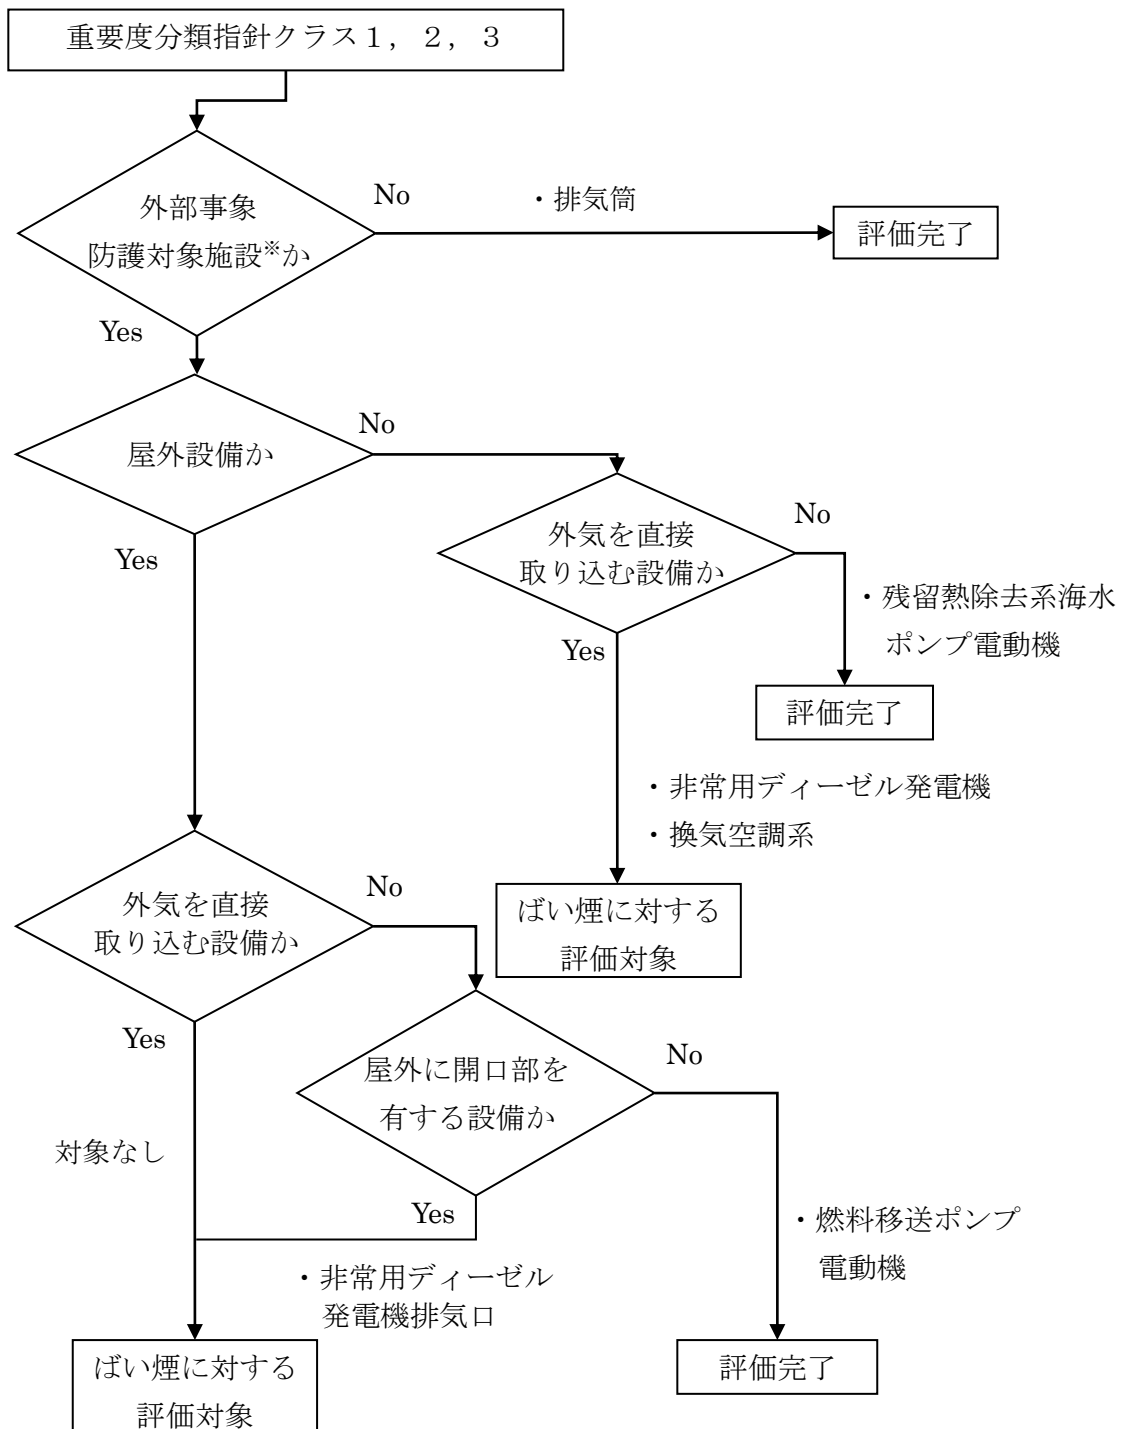 重要度分類指針クラス１，２，３
外部事象
防護対象施設※か
No
・排気筒
評価完了
Yes
屋外設備か
No
Yes
外気を直接
取り込む設備か
No
・残留熱除去系海水
ポンプ電動機
評価完了
Yes
・非常用ディーゼル発電機
・換気空調系
ばい煙に対する
評価対象
外気を直接
取り込む設備か
No
Yes
対象なし
屋外に開口部を
有する設備か
No
Yes
・燃料移送ポンプ
電動機
評価完了
・非常用ディーゼル
発電機排気口
ばい煙に対する
評価対象